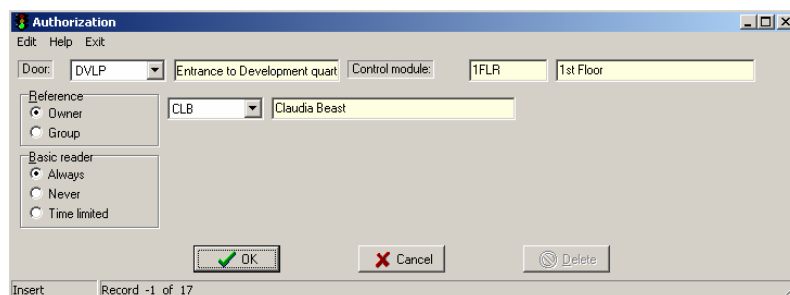 Authorization
Edit Help Exit
Door: DVLP Entrance to Development quart Control module: 1FLR 1st Floor
Reference
Owner CLB Claudia Beast
Group
Basic reader
Always
Never
Time limited
OK Cancel Delete
Insert Record -1 of 17